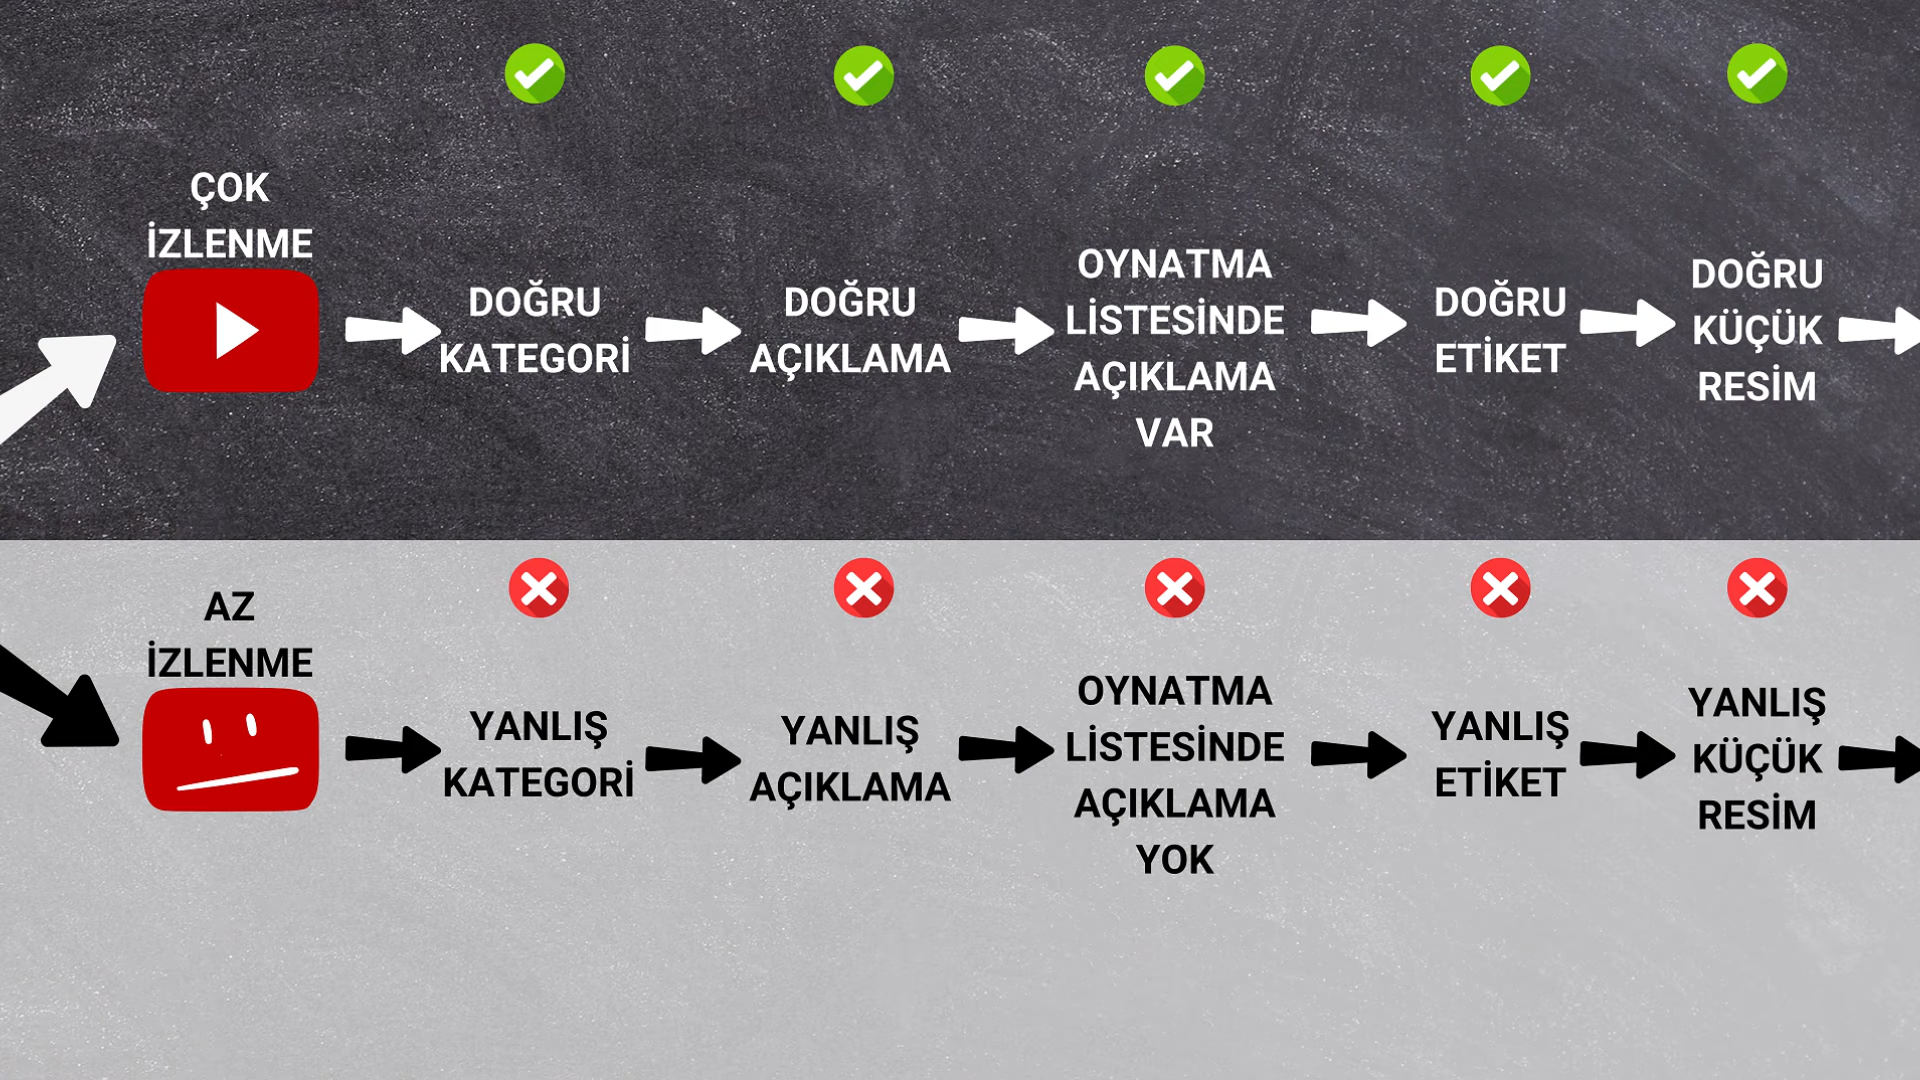 ÇOK
İZLENME
DOĞRU
KATEGORİ
DOĞRU
AÇIKLAMA
OYNATMA
LİSTESİNDE
AÇIKLAMA
VAR
DOĞRU
ETİKET
DOĞRU
KÜÇÜK
RESİM
AZ
İZLENME
YANLIŞ
KATEGORİ
YANLIŞ
AÇIKLAMA
OYNATMA
LİSTESİNDE
AÇIKLAMA
YOK
YANLIŞ
ETİKET
YANLIŞ
KÜÇÜK
RESİM